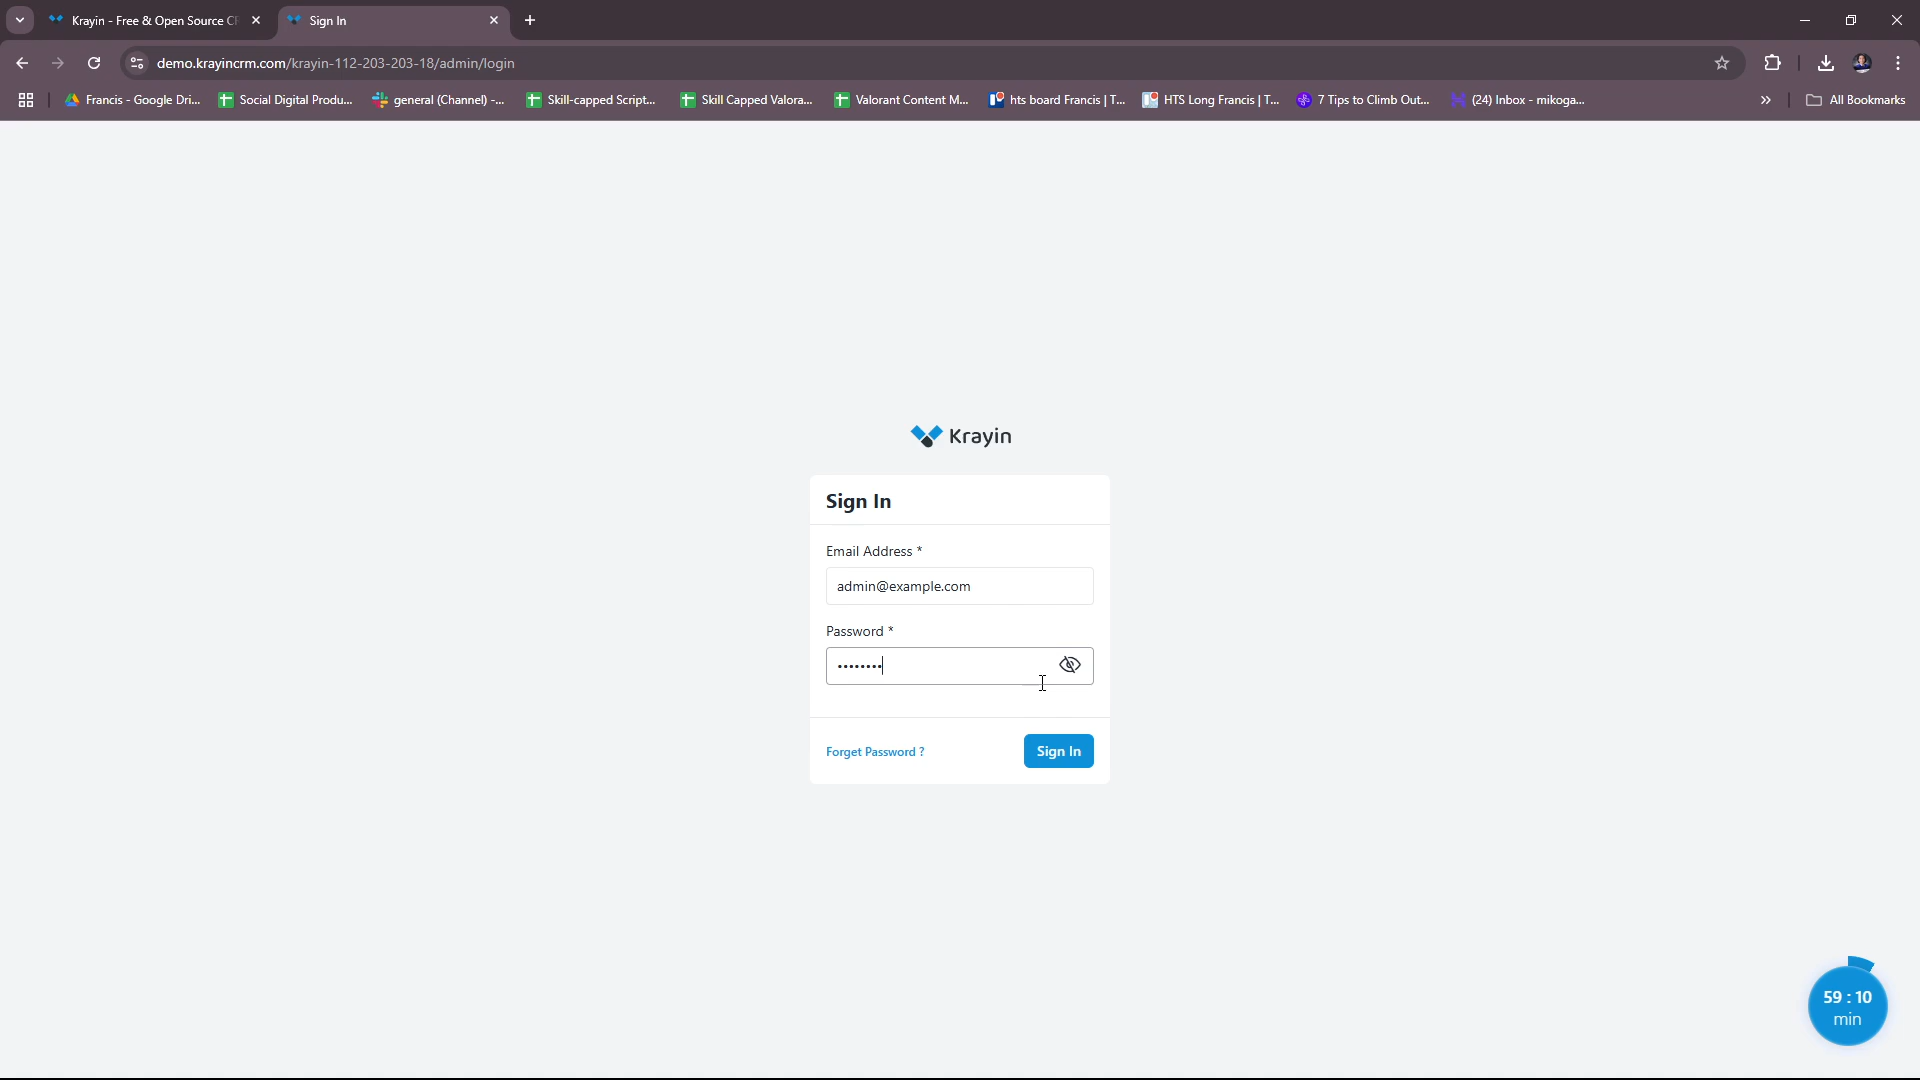 Krayin - Free & Open Source CR
Sign In
demo.krayincrm.com/krayin-112-203-203-18/admin/login
Francis - Google Dri...
Social Digital Produ...
general (Channel) -...
Skill-capped Script...
Skill Capped Valora...
Valorant Content M...
hts board Francis | T...
HTS Long Francis | T...
7 Tips to Climb Out...
(24) Inbox - mikoga...
All Bookmarks
Krayin
Sign In
Email Address *
admin@example.com
Password *
Forget Password ?
Sign In
59 : 10
min